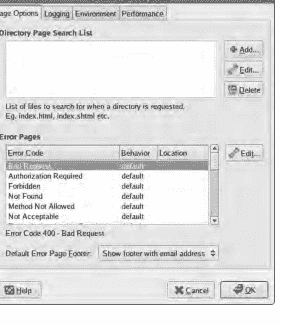 age Options Logging Environment Performance
Directory Page Search List
Add...
Edit...
Delete
List of files to search for when a directory is requested.
Eg. index.html, index.shtml etc.
Error Pages
Error Code Behavior Location
Bad Request default
Edit...
Authorization Required default
Forbidden default
Not Found default
Method Not Allowed default
Not Acceptable default
Error Code 400 - Bad Request
Default Error Page Footer: Show footer with email address
Help
Cancel
OK